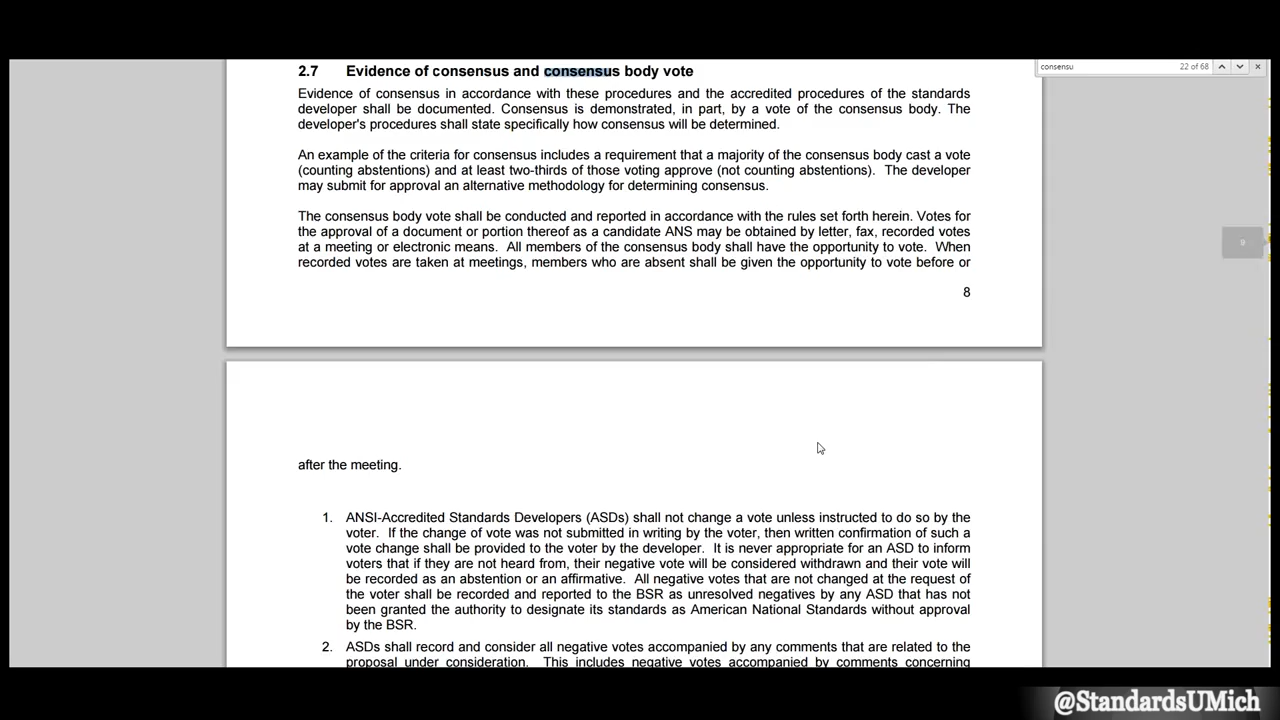 consensu 22 of 68
2.7 Evidence of consensus and consensus body vote
Evidence of consensus in accordance with these procedures and the accredited procedures of the standards
developer shall be documented. Consensus is demonstrated, in part, by a vote of the consensus body. The
developer's procedures shall state specifically how consensus will be determined.
An example of the criteria for consensus includes a requirement that a majority of the consensus body cast a vote
(counting abstentions) and at least two-thirds of those voting approve (not counting abstentions). The developer
may submit for approval an alternative methodology for determining consensus.
The consensus body vote shall be conducted and reported in accordance with the rules set forth herein. Votes for
the approval of a document or portion thereof as a candidate ANS may be obtained by letter, fax, recorded votes
at a meeting or electronic means. All members of the consensus body shall have the opportunity to vote. When
recorded votes are taken at meetings, members who are absent shall be given the opportunity to vote before or
9
8
after the meeting.
1. ANSI-Accredited Standards Developers (ASDs) shall not change a vote unless instructed to do so by the
voter. If the change of vote was not submitted in writing by the voter, then written confirmation of such a
vote change shall be provided to the voter by the developer. It is never appropriate for an ASD to inform
voters that if they are not heard from, their negative vote will be considered withdrawn and their vote will
be recorded as an abstention or an affirmative. All negative votes that are not changed at the request of
the voter shall be recorded and reported to the BSR as unresolved negatives by any ASD that has not
been granted the authority to designate its standards as American National Standards without approval
by the BSR.
2. ASDs shall record and consider all negative votes accompanied by any comments that are related to the
proposal under consideration. This includes negative votes accompanied by comments concerning
@StandardsUMich